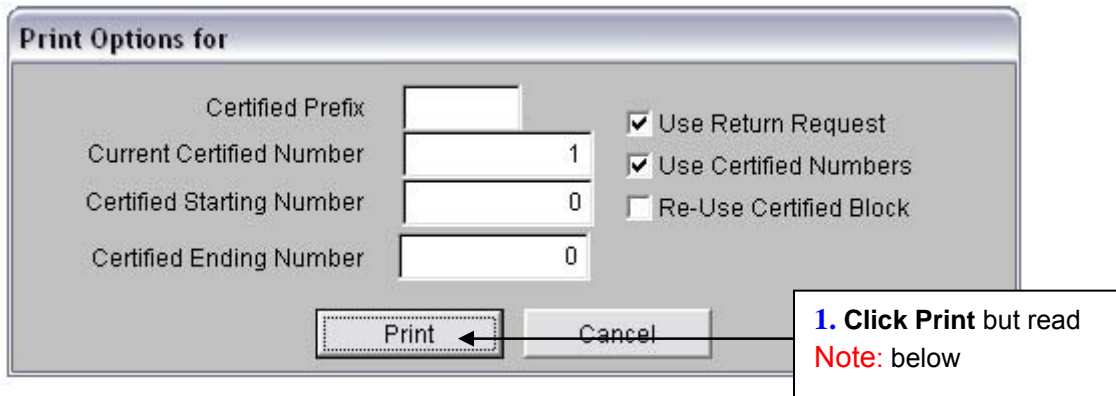 Print Options for
Certified Prefix
Use Return Request
Current Certified Number 1
Use Certified Numbers
Certified Starting Number 0
Re-Use Certified Block
Certified Ending Number 0
Print Cancel
1. Click Print but read
Note: below